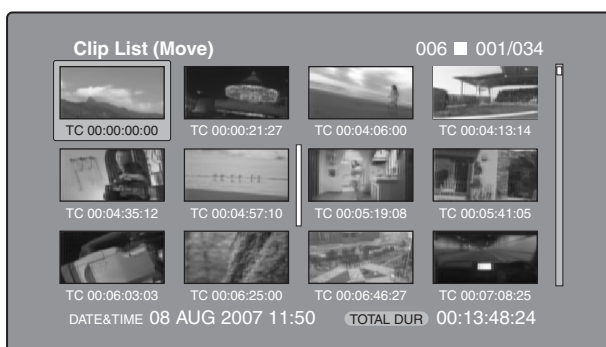 Clip List (Move) 006 001/034
TC 00:00:00:00 TC 00:00:21:27 TC 00:04:06:00 TC 00:04:13:14
TC 00:04:35:12 TC 00:04:57:10 TC 00:05:19:08 TC 00:05:41:05
TC 00:06:03:03 TC 00:06:25:00 TC 00:06:46:27 TC 00:07:08:25
DATE&TIME 08 AUG 2007 11:50 TOTAL DUR 00:13:48:24